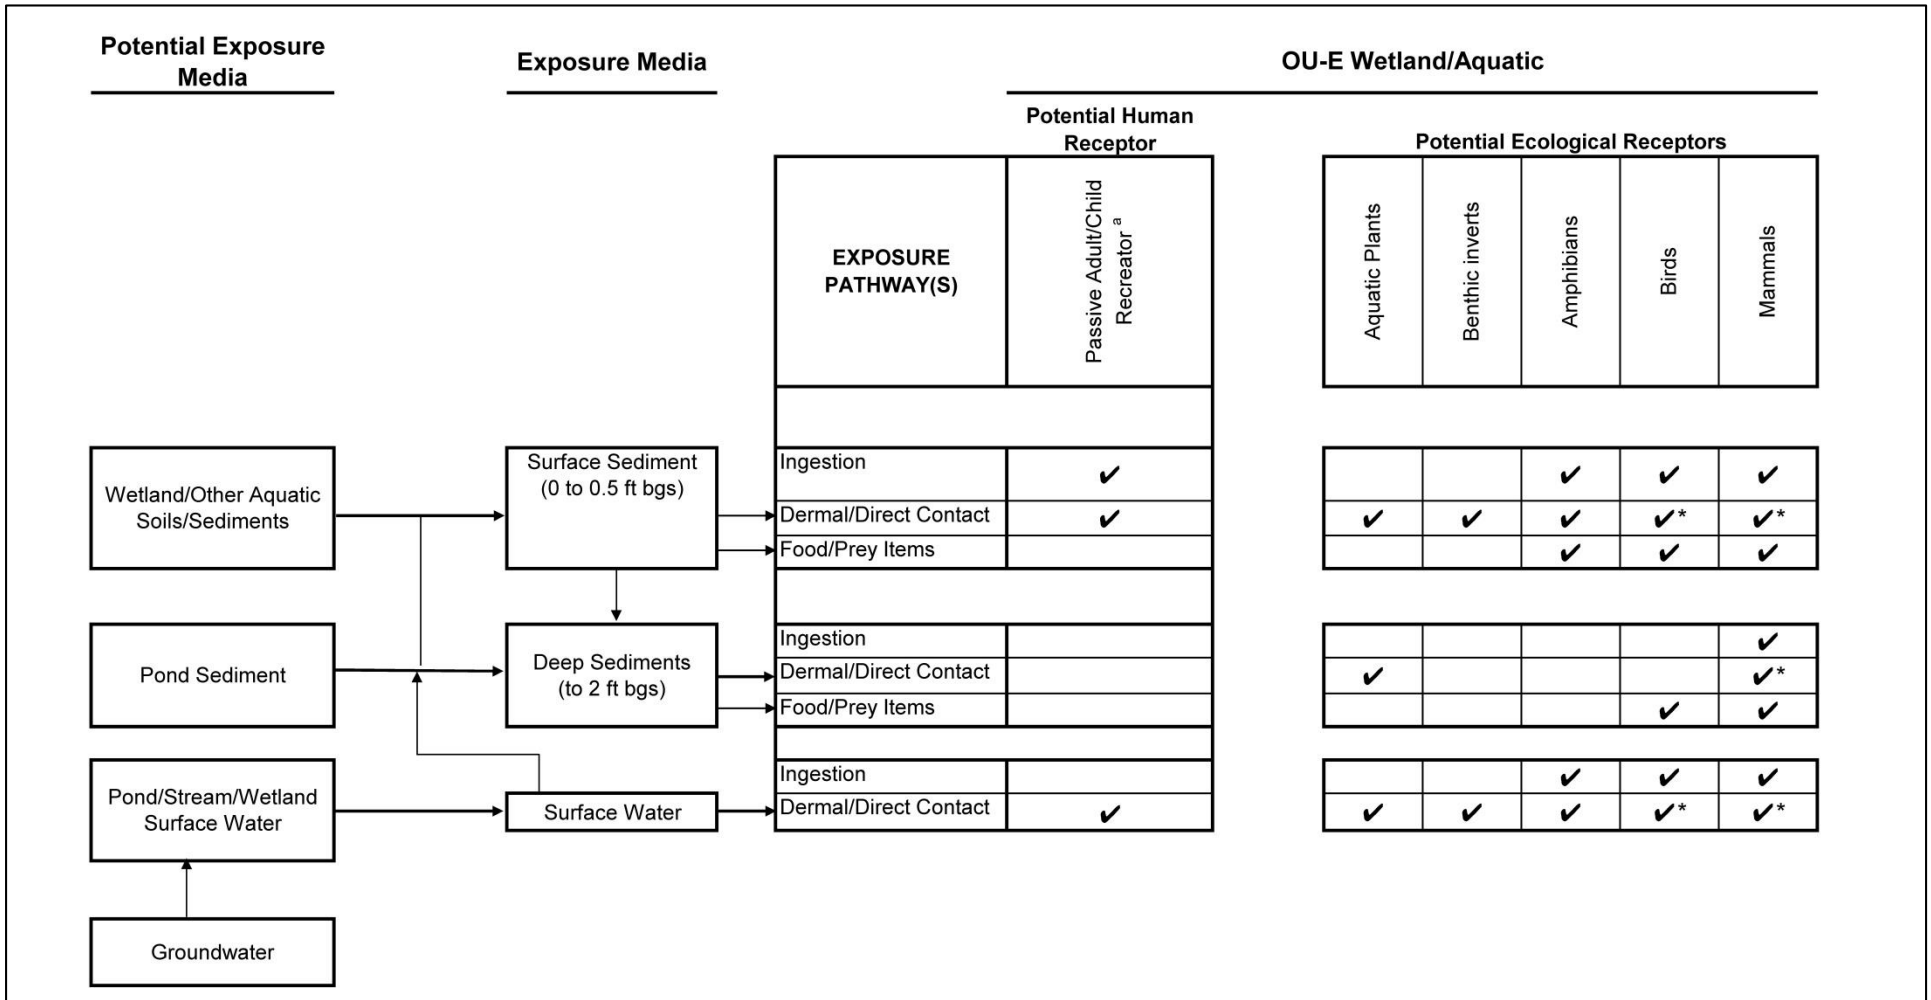 Potential Exposure
Media
Exposure Media
OU-E Wetland/Aquatic
Potential Human
Receptor
Potential Ecological Receptors
EXPOSURE
PATHWAY(S)
Passive Adult/Child
Recreator a
Aquatic Plants
Benthic inverts
Amphibians
Birds
Mammals
Wetland/Other Aquatic
Soils/Sediments
Surface Sediment
(0 to 0.5 ft bgs)
Ingestion ✔ ✔ ✔ ✔
Dermal/Direct Contact ✔ ✔ ✔ ✔ ✔* ✔*
Food/Prey Items ✔ ✔ ✔
Pond Sediment
Deep Sediments
(to 2 ft bgs)
Ingestion ✔
Dermal/Direct Contact ✔ ✔*
Food/Prey Items ✔ ✔
Pond/Stream/Wetland
Surface Water
Surface Water
Ingestion ✔ ✔ ✔
Dermal/Direct Contact ✔ ✔ ✔ ✔ ✔* ✔*
Groundwater